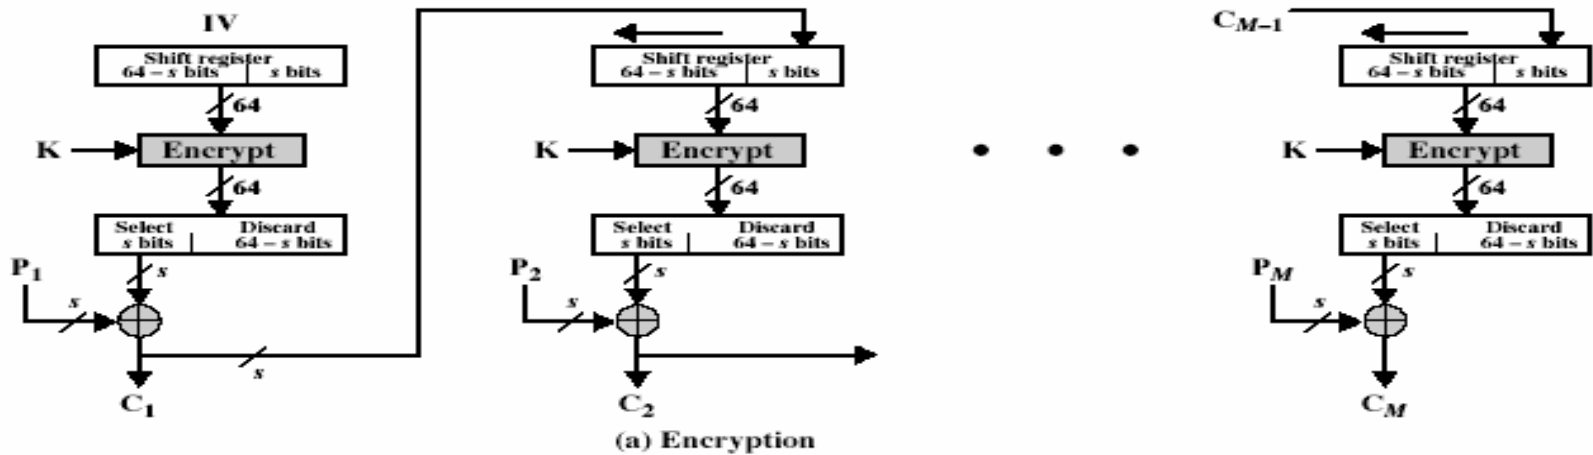 IV
Shift register
64 – s bits | s bits
64
K
Encrypt
64
Select Discard
s bits 64 – s bits
P1
s
s
s
C1
Shift register
64 – s bits | s bits
64
K
Encrypt
64
Select Discard
s bits 64 – s bits
P2
s
s
C2
• • •
CM–1
Shift register
64 – s bits | s bits
64
K
Encrypt
64
Select Discard
s bits 64 – s bits
PM
s
s
CM
(a) Encryption